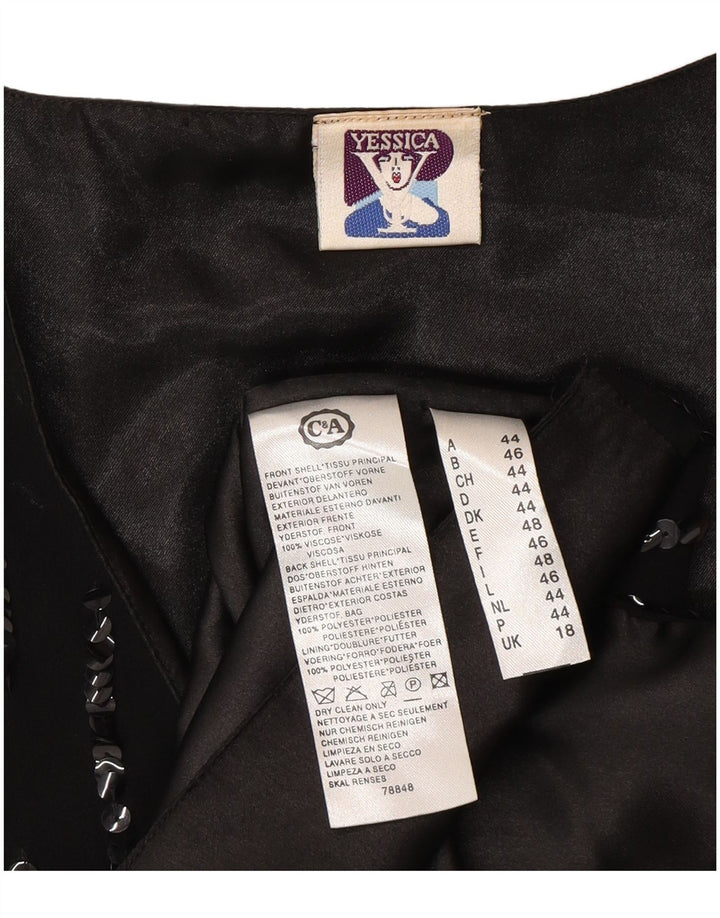 YESSICA
C&A
FRONT SHELL*TISSU PRINCIPAL
DEVANT*OBERSTOFF VORNE
BUITENSTOF VAN VOREN
EXTERIOR DELANTERO
MATERIALE ESTERNO DAVANTI
EXTERIOR FRENTE
YDERSTOF FRONT
100% VISCOSE*VISKOSE
VISCOSA
BACK SHELL*TISSU PRINCIPAL
DOS*OBERSTOFF HINTEN
BUITENSTOF ACHTER*EXTERIOR
ESPALDA*MATERIALE ESTERNO
DIETRO*EXTERIOR COSTAS
YDERSTOF BAG
100% POLYESTER*POLIESTER
POLIESTERE*POLIÉSTER
LINING*DOUBLURE*FUTTER
VOERING*FORRO*FODERA*FOER
100% POLYESTER*POLIESTER
POLIESTERE*POLIÉSTER
P
DRY CLEAN ONLY
NETTOYAGE A SEC SEULEMENT
NUR CHEMISCH REINIGEN
CHEMISCH REINIGEN
LIMPIEZA EN SECO
LAVARE SOLO A SECCO
LIMPEZA A SECO
SKAL RENSES
78848
A 44
B 46
CH 44
D 44
DK 44
E 48
F 46
I 48
L 46
NL 44
P 44
UK 18